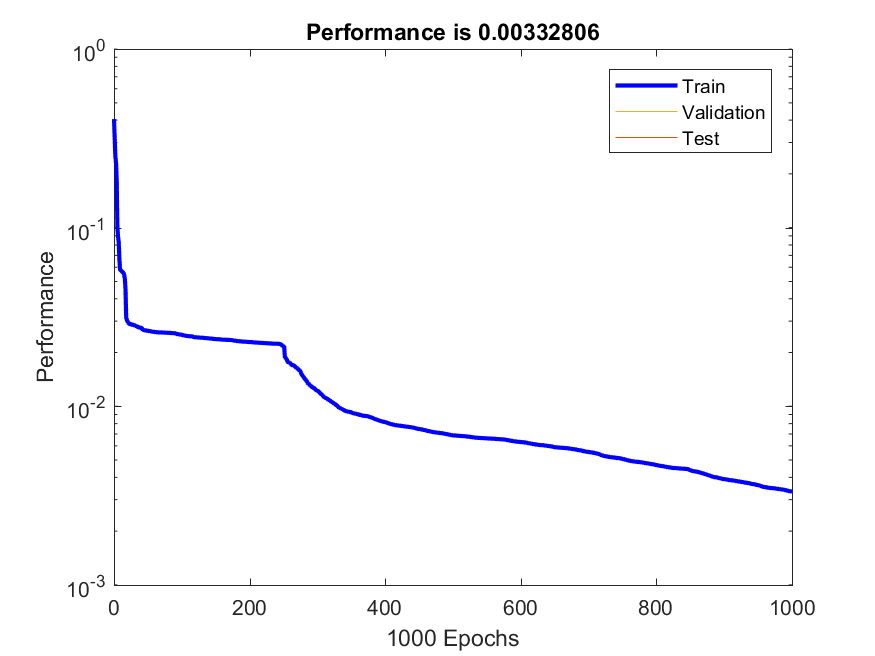 Performance is 0.00332806
Train
Validation
Test
Performance
10^0
10^-1
10^-2
10^-3
0 200 400 600 800 1000
1000 Epochs